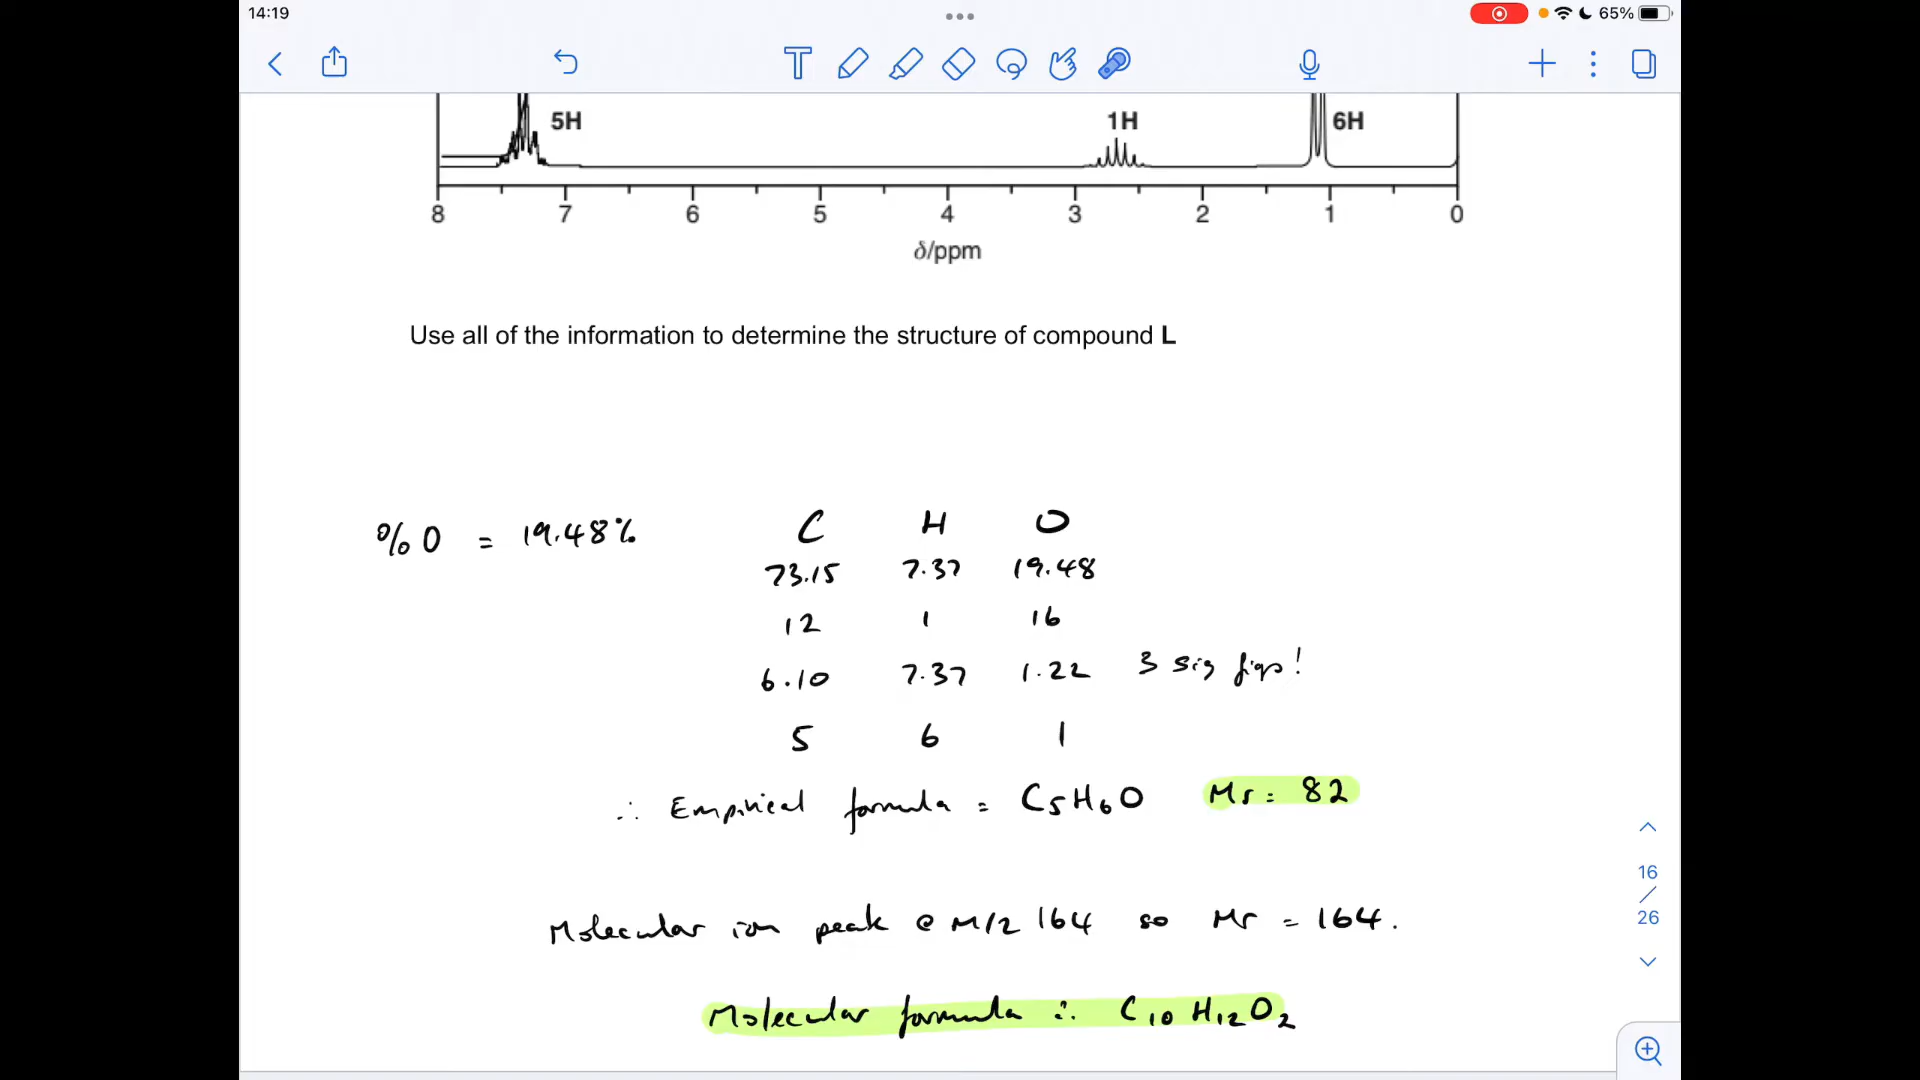 14:19
65%
5H 1H 6H
8 7 6 5 4 3 2 1 0
δ/ppm
Use all of the information to determine the structure of compound L
%O = 19.48%
C H O
73.15 7.37 19.48
12 1 16
6.10 7.37 1.22 3 sig figs!
5 6 1
∴ Empirical formula = C₅H₆O Mr = 82
16
/
26
Molecular ion peak @ M/Z 164 so Mr = 164.
Molecular formula ∴ C₁₀H₁₂O₂